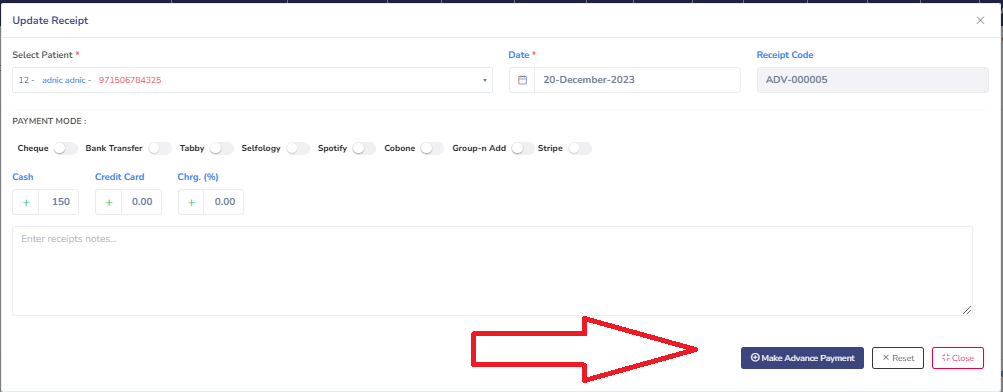 Update Receipt
Select Patient *
Date *
Receipt Code
12 - adnic adnic - 971506784325
20-December-2023
ADV-000005
PAYMENT MODE :
Cheque Bank Transfer Tabby Selfology Spotify Cobone Group-n Add Stripe
Cash Credit Card Chrg. (%)
+ 150 + 0.00 + 0.00
Enter receipts notes...
Make Advance Payment
Reset
Close